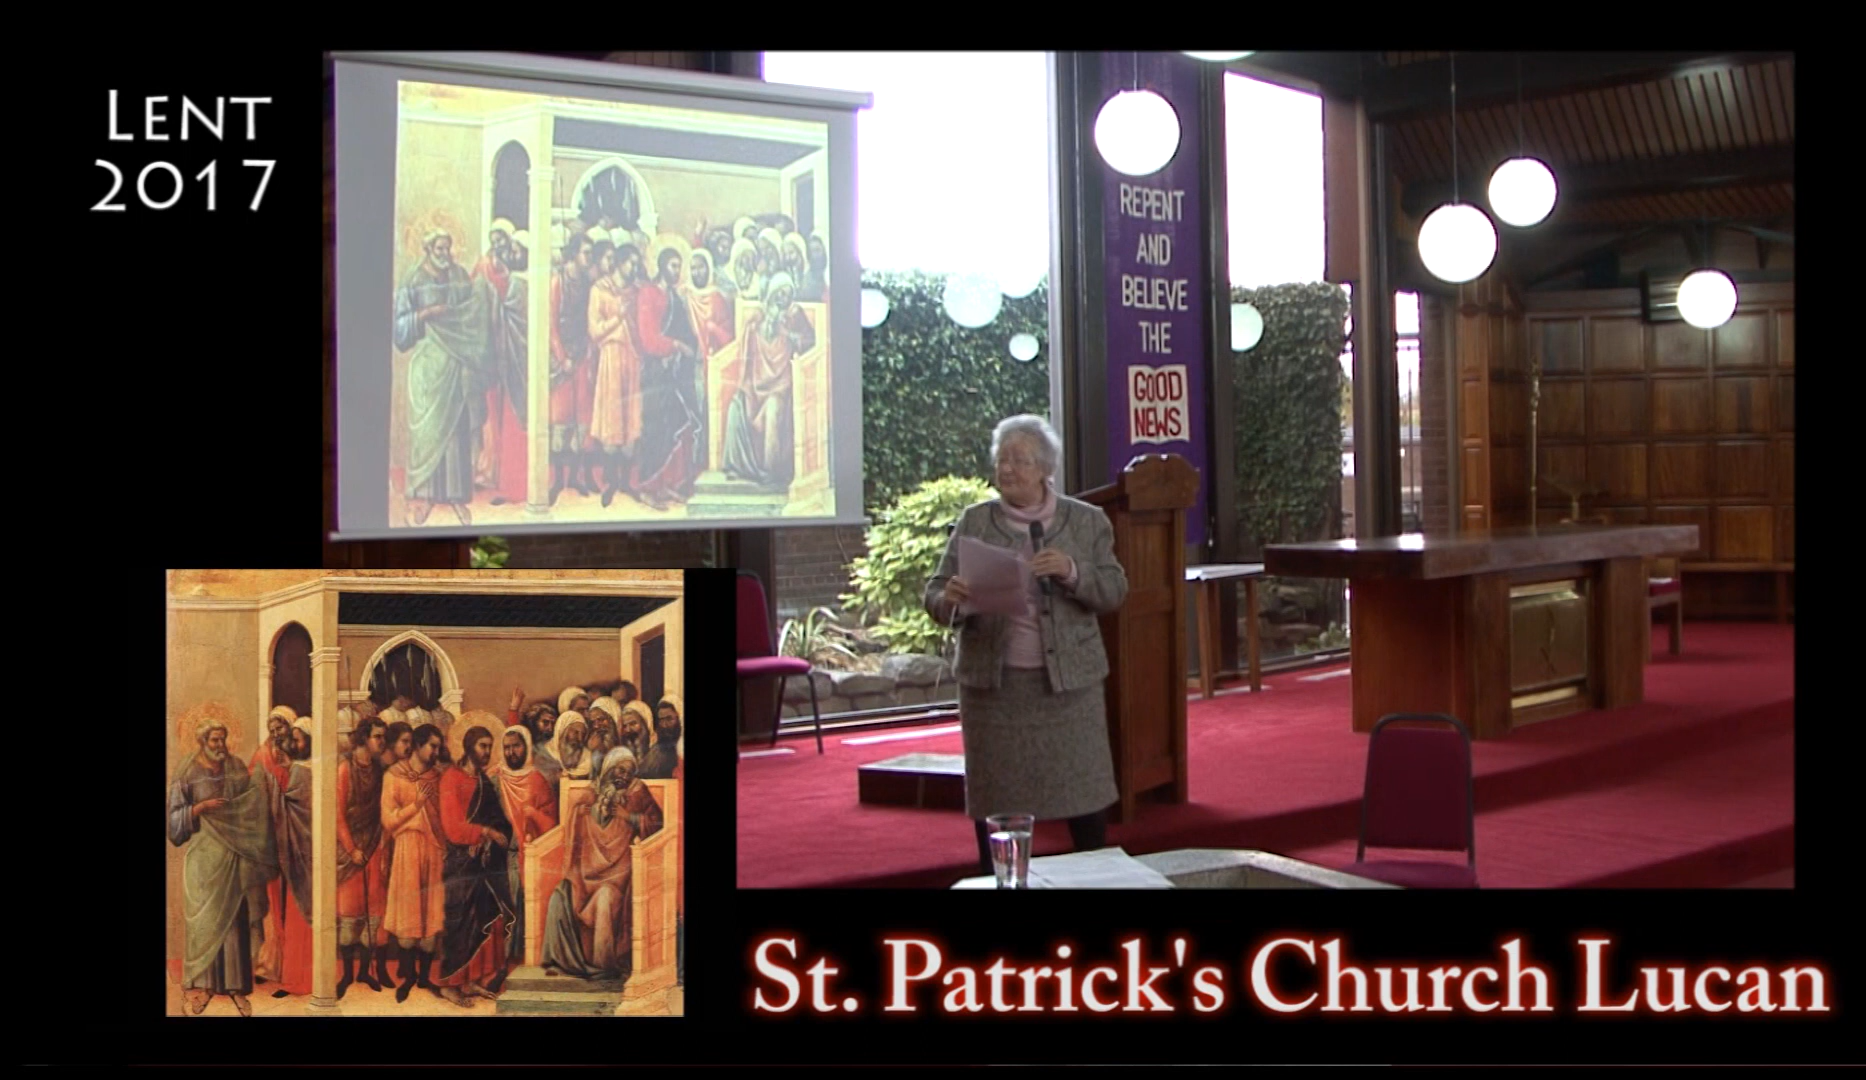 LENT
2017
REPENT
AND
BELIEVE
THE
GOOD
NEWS
St. Patrick's Church Lucan